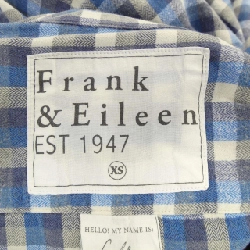 Frank
& Eileen
EST 1947
XS
HELLO! MY NAME IS: